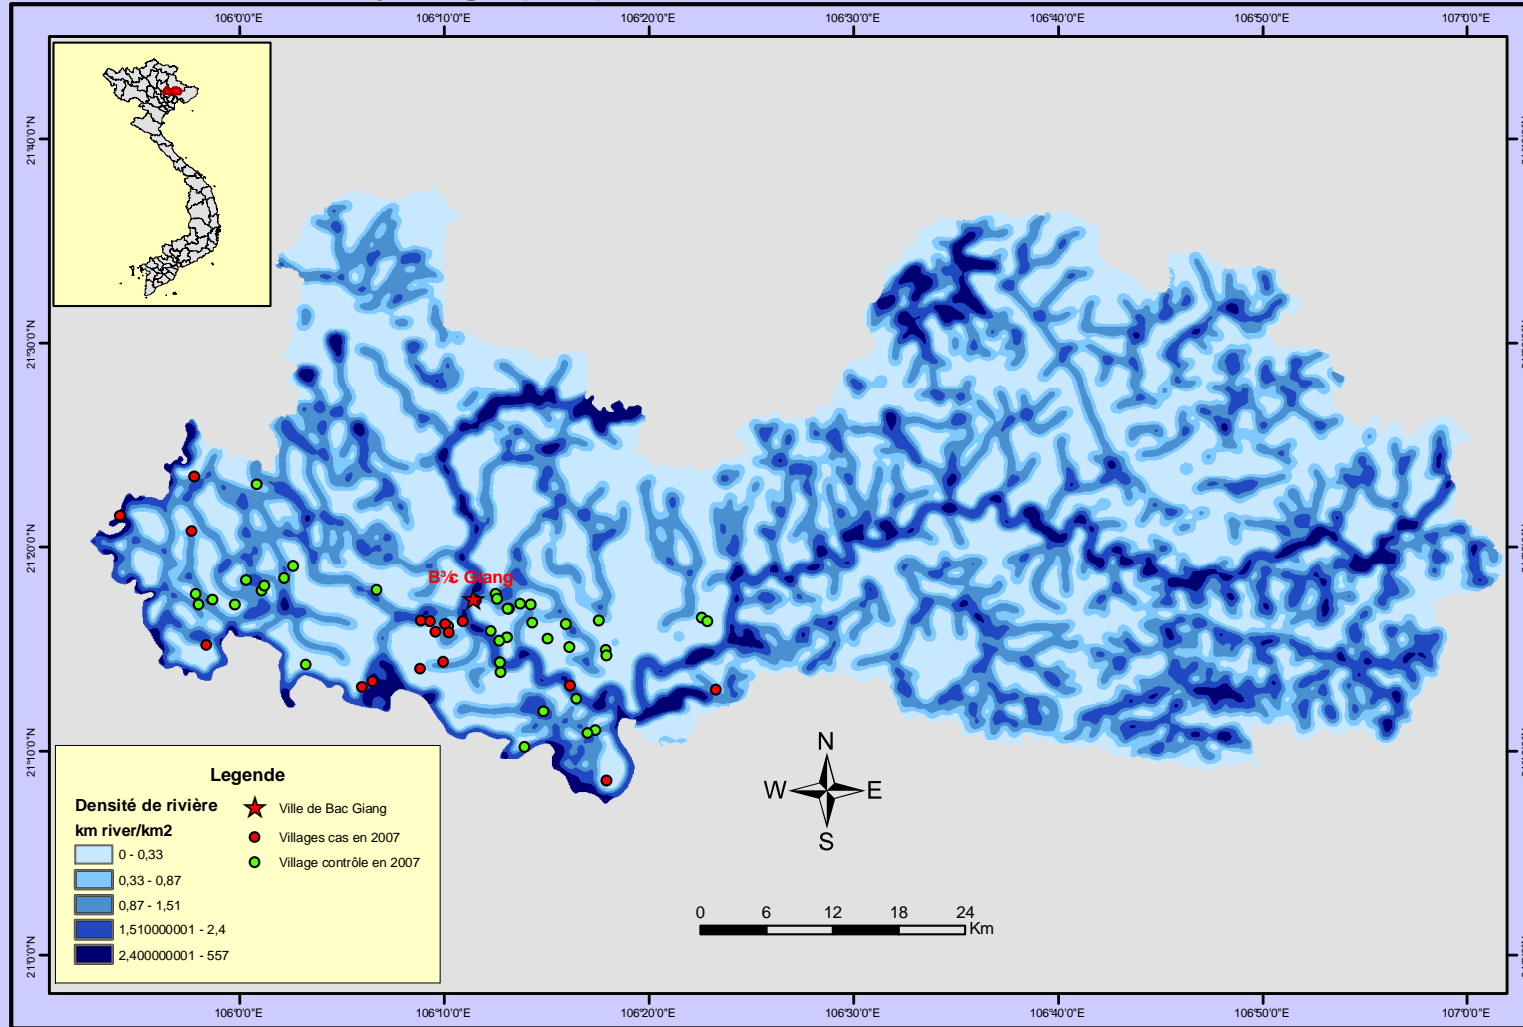 106°0'0"E 106°10'0"E 106°20'0"E 106°30'0"E 106°40'0"E 106°50'0"E 107°0'0"E
21°40'0"N
21°30'0"N
21°20'0"N
21°10'0"N
21°0'0"N
B¾c Giang
N
W E
S
Legende
Densité de rivière
km river/km2
0 - 0,33
0,33 - 0,87
0,87 - 1,51
1,510000001 - 2,4
2,400000001 - 557
Ville de Bac Giang
Villages cas en 2007
Village contrôle en 2007
0 6 12 18 24
Km
106°0'0"E 106°10'0"E 106°20'0"E 106°30'0"E 106°40'0"E 106°50'0"E 107°0'0"E